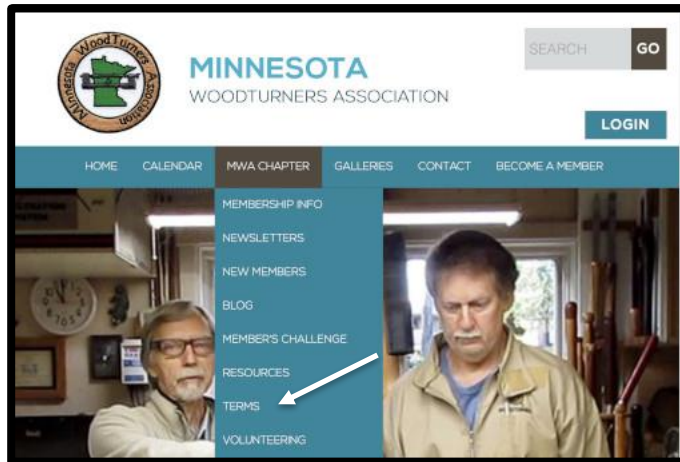 Minnesota WoodTurners Association
MINNESOTA
WOODTURNERS ASSOCIATION
SEARCH
GO
LOGIN
HOME CALENDAR MWA CHAPTER GALLERIES CONTACT BECOME A MEMBER
MEMBERSHIP INFO
NEWSLETTERS
NEW MEMBERS
BLOG
MEMBER'S CHALLENGE
RESOURCES
TERMS
VOLUNTEERING